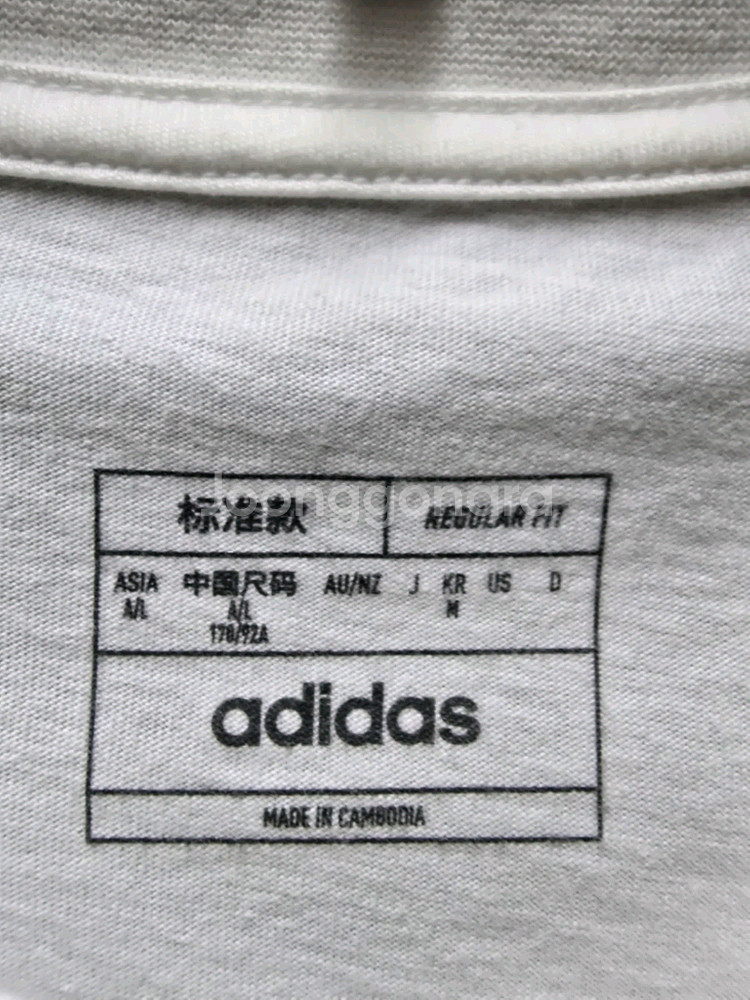 标准款 REGULAR FIT
ASIA 中国尺码 AU/NZ J KR US D
A/L A/L M
170/92A
adidas
MADE IN CAMBODIA